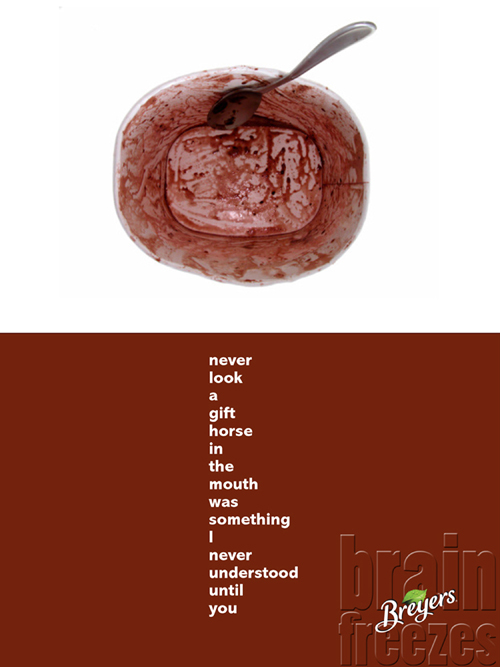 never
look
a
gift
horse
in
the
mouth
was
something
I
never
understood
until
you
brain
Breyers
freezes